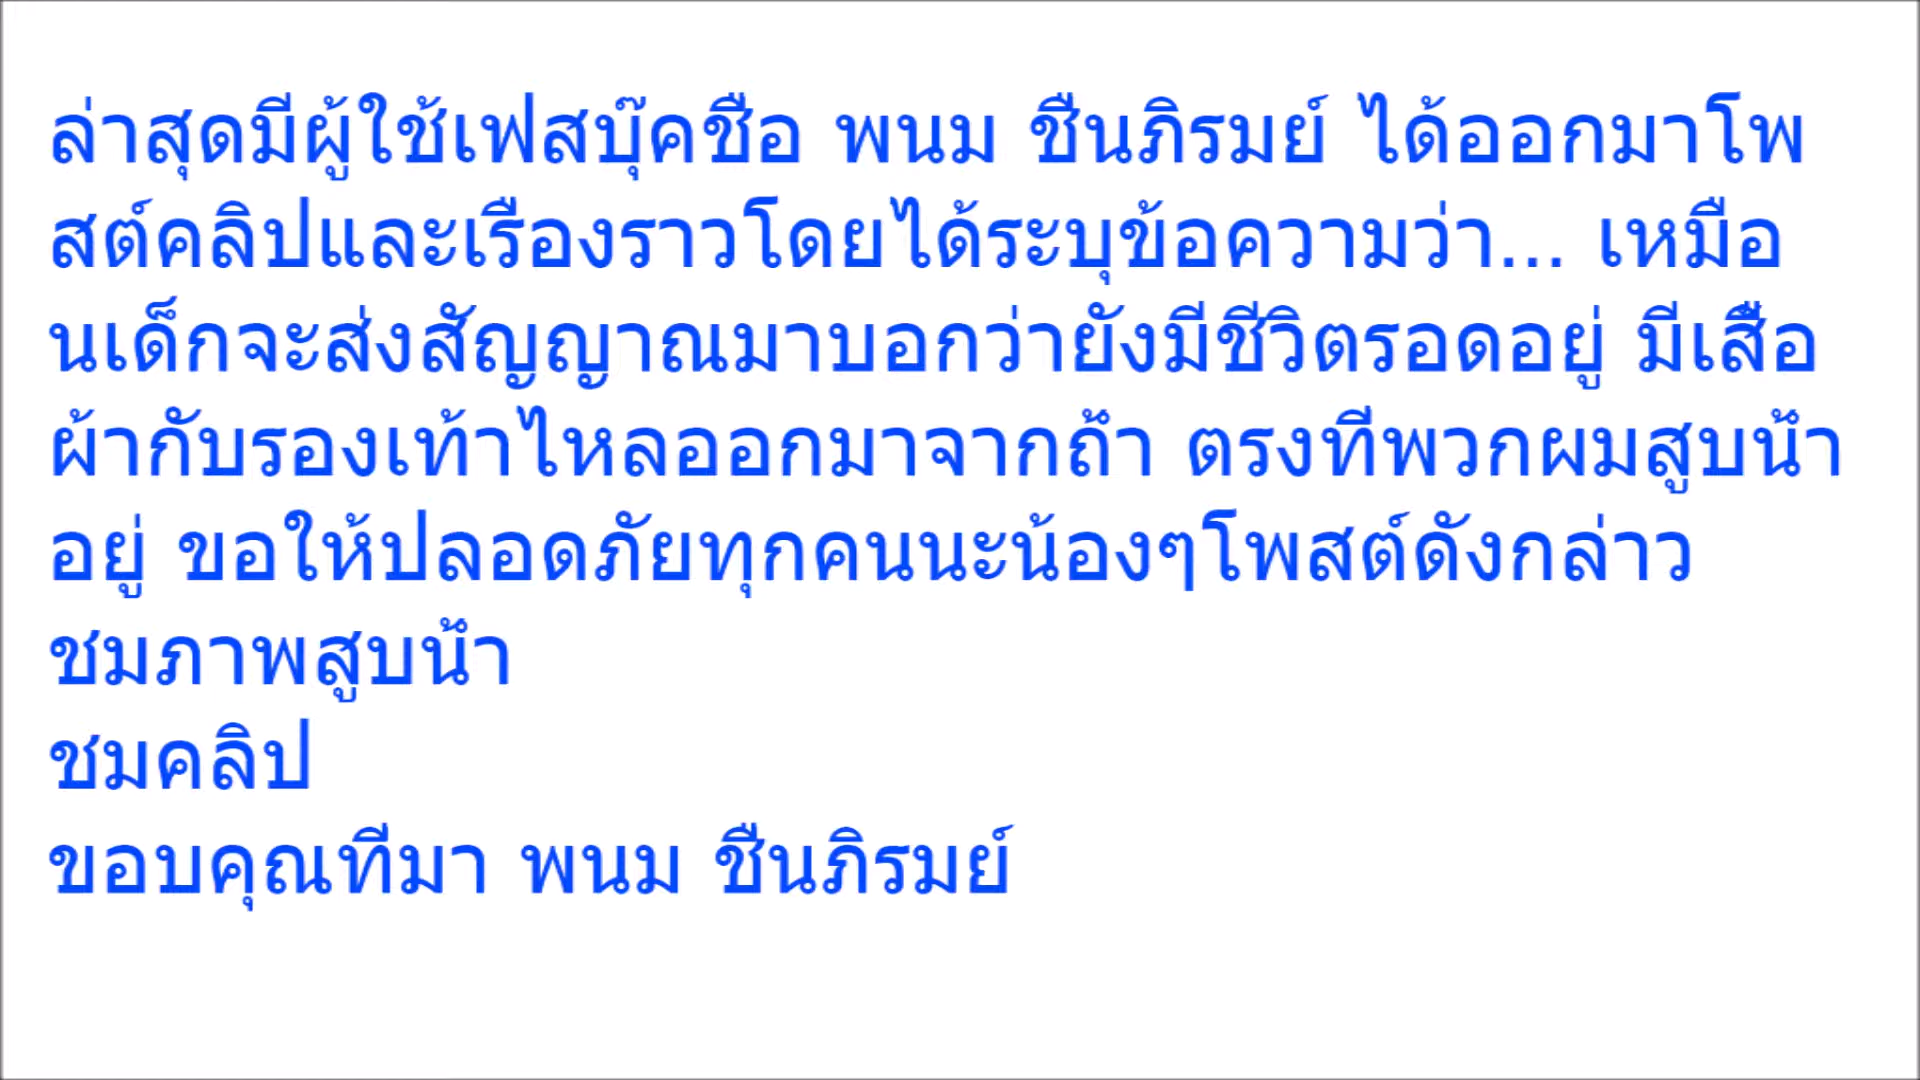 ล่าสุดมีผู้ใช้เฟสบุ๊คชื่อ พนม ชื่นภิรมย์ ได้ออกมาโพ
สต์คลิปและเรื่องราวโดยได้ระบุข้อความว่า... เหมือ
นเด็กจะส่งสัญญาณมาบอกว่ายังมีชีวิตรอดอยู่ มีเสื้อ
ผ้ากับรองเท้าไหลออกมาจากถ้ำ ตรงที่พวกผมสูบน้ำ
อยู่ ขอให้ปลอดภัยทุกคนนะน้องๆโพสต์ดังกล่าว
ชมภาพสูบน้ำ
ชมคลิป
ขอบคุณที่มา พนม ชื่นภิรมย์